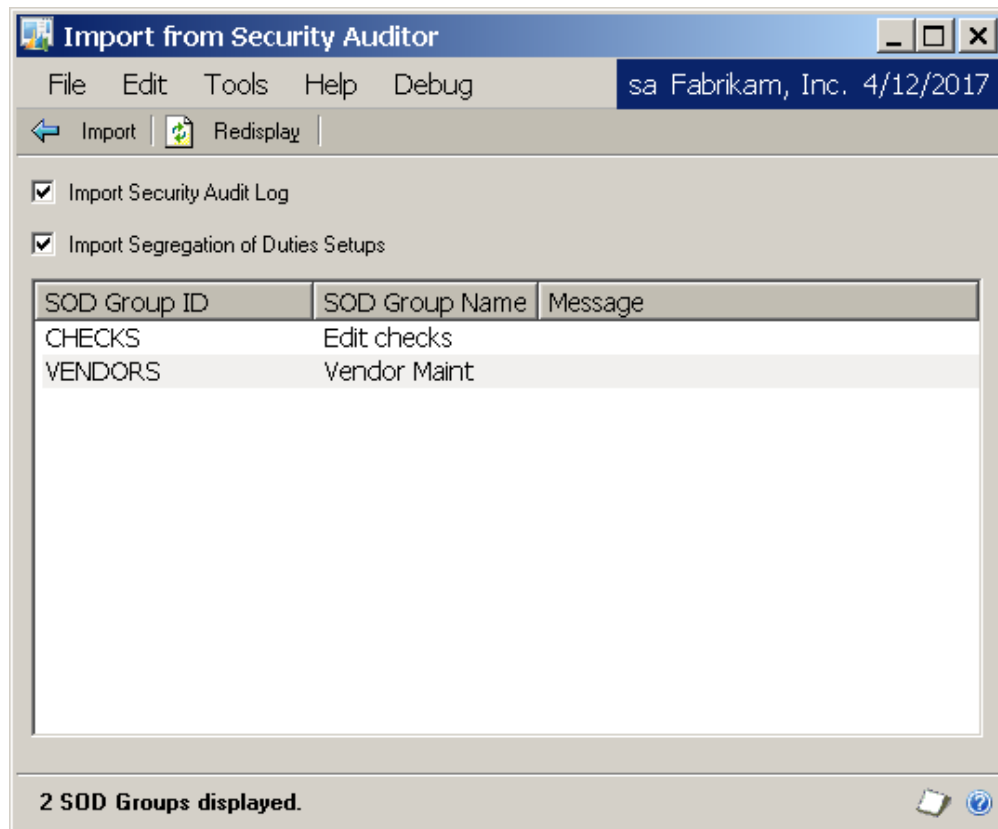 Import from Security Auditor
File Edit Tools Help Debug sa Fabrikam, Inc. 4/12/2017
Import Redisplay
Import Security Audit Log
Import Segregation of Duties Setups
SOD Group ID SOD Group Name Message
CHECKS Edit checks
VENDORS Vendor Maint
2 SOD Groups displayed.